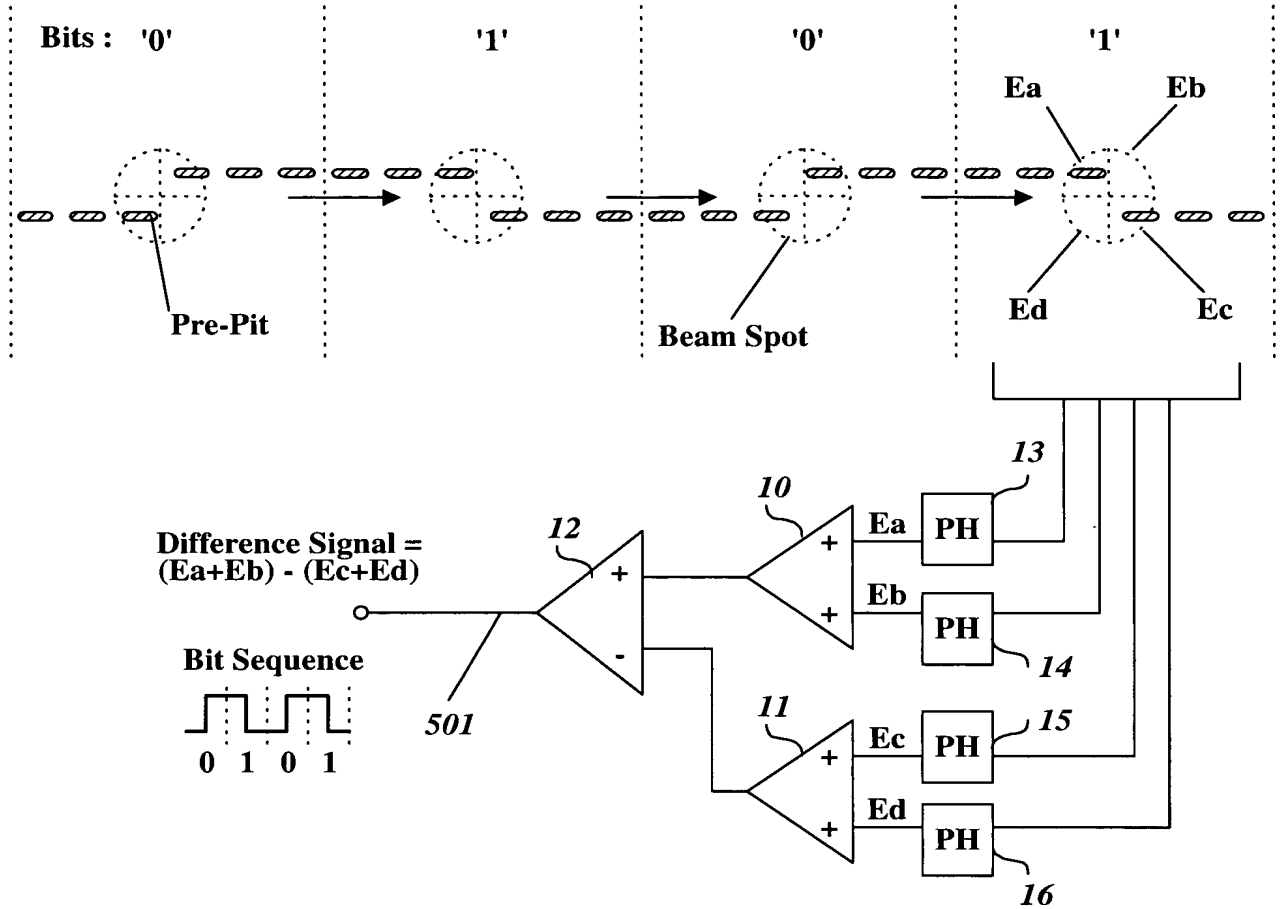 Bits : '0' '1' '0' '1'
Ea Eb
Pre-Pit
Beam Spot
Ed Ec
13
10
Ea PH
12
Difference Signal =
(Ea+Eb) - (Ec+Ed)
+ +
Eb PH
+
14
-
Bit Sequence
501
0 1 0 1
11
15
Ec PH
+
Ed PH
+
16